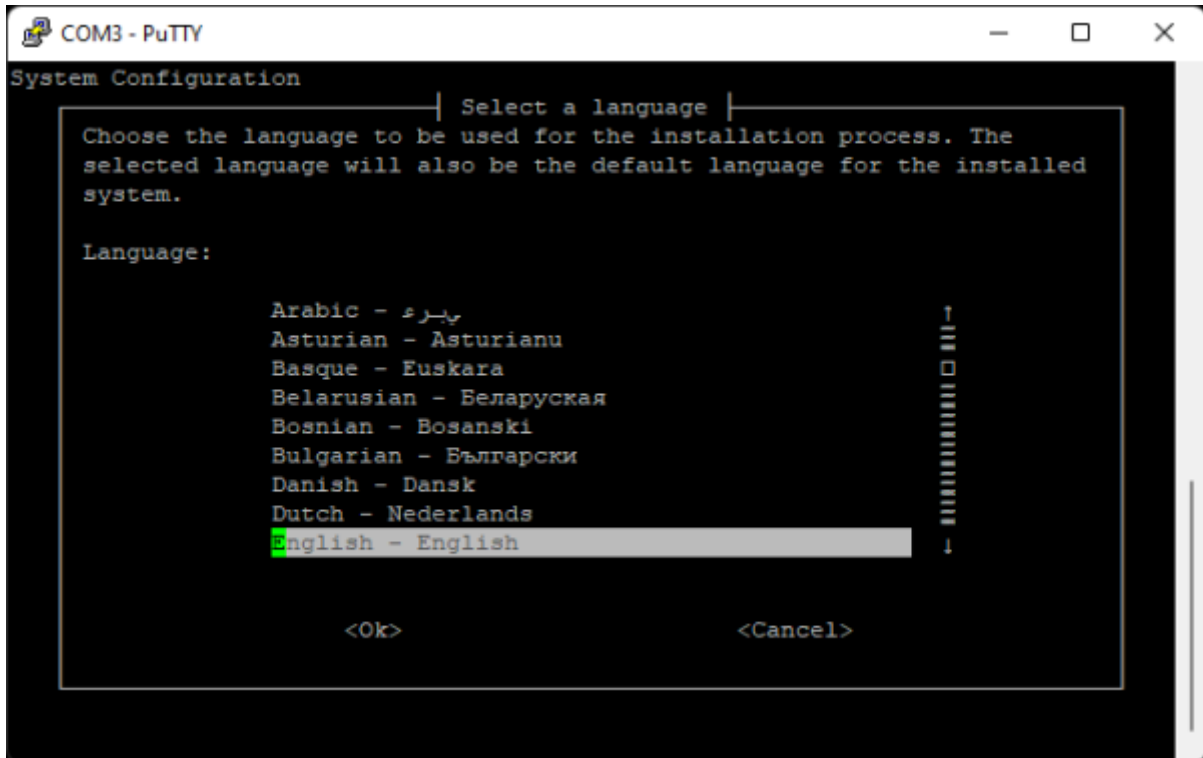 COM3 - PuTTY
System Configuration
Select a language
Choose the language to be used for the installation process. The
selected language will also be the default language for the installed
system.
Language:
Arabic - عربي
Asturian - Asturianu
Basque - Euskara
Belarusian - Беларуская
Bosnian - Bosanski
Bulgarian - Български
Danish - Dansk
Dutch - Nederlands
English - English
<Ok> <Cancel>